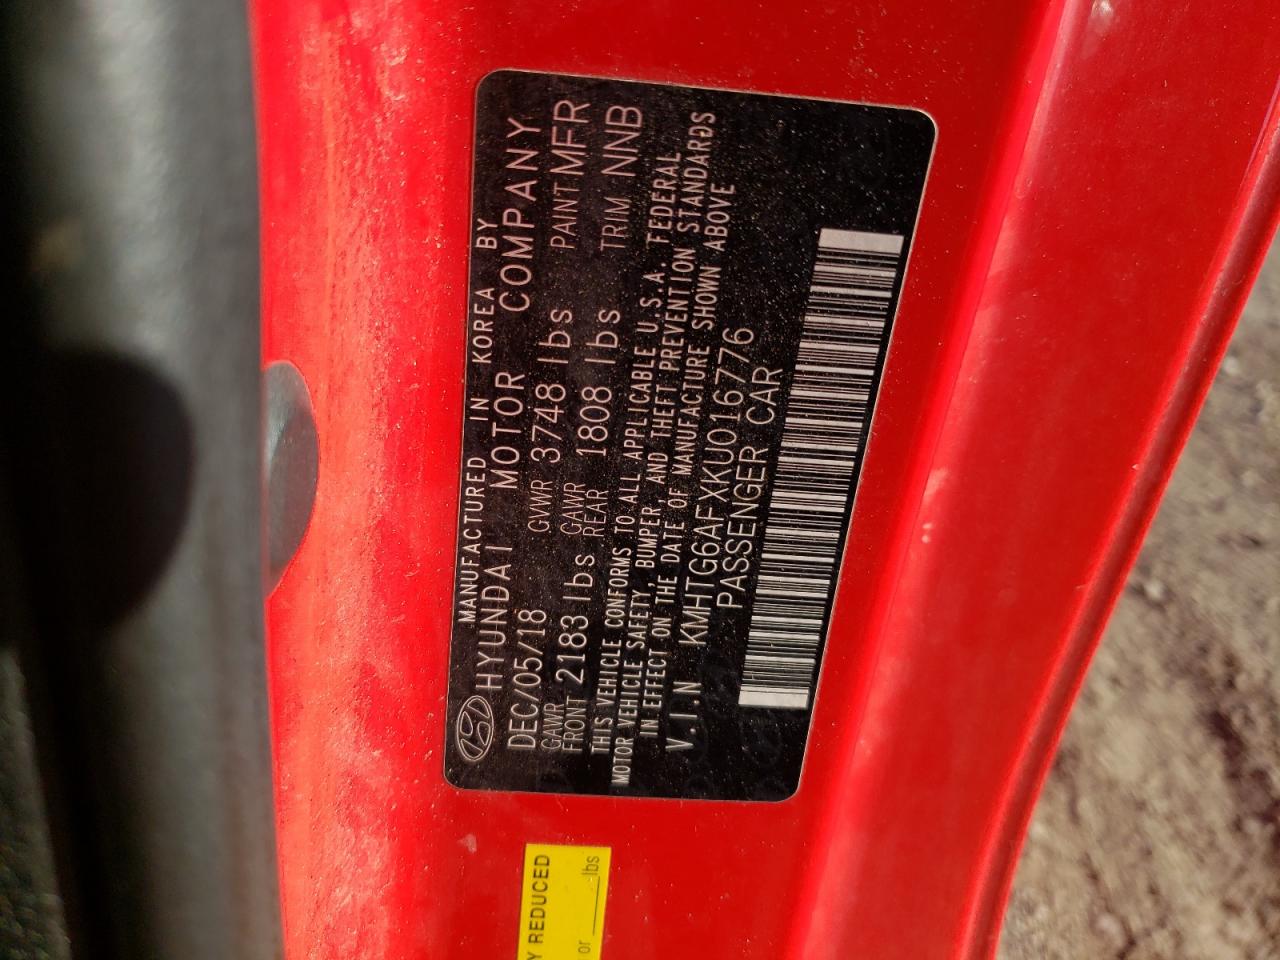 MANUFACTURED IN KOREA BY
HYUNDAI MOTOR COMPANY
DEC/05/18 GVWR 3748 lbs PAINT MFR
GAWR FRONT 2183 lbs GAWR REAR 1808 lbs TRIM NNB
THIS VEHICLE CONFORMS TO ALL APPLICABLE U.S.A. FEDERAL
MOTOR VEHICLE SAFETY, BUMPER, AND THEFT PREVENTION STANDARDS
IN EFFECT ON THE DATE OF MANUFACTURE SHOWN ABOVE
V.I.N KMHTG6AFXKU016776
PASSENGER CAR
Y REDUCED
or ____lbs